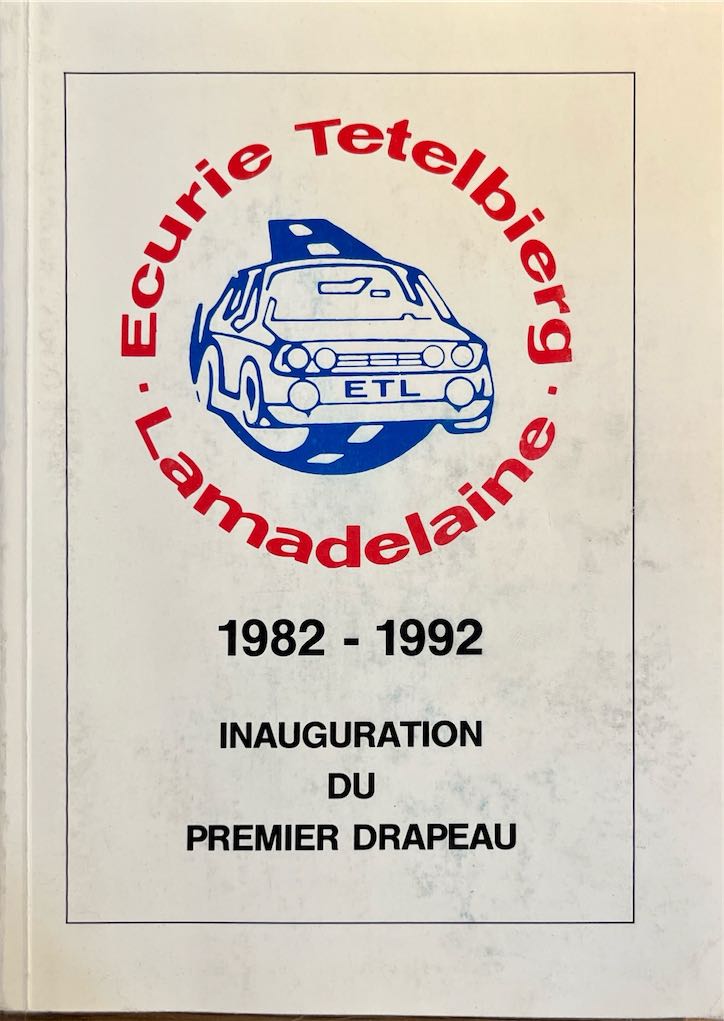 Ecurie Tetelbierg
ETL
· Lamadelaine ·
1982 - 1992
INAUGURATION
DU
PREMIER DRAPEAU